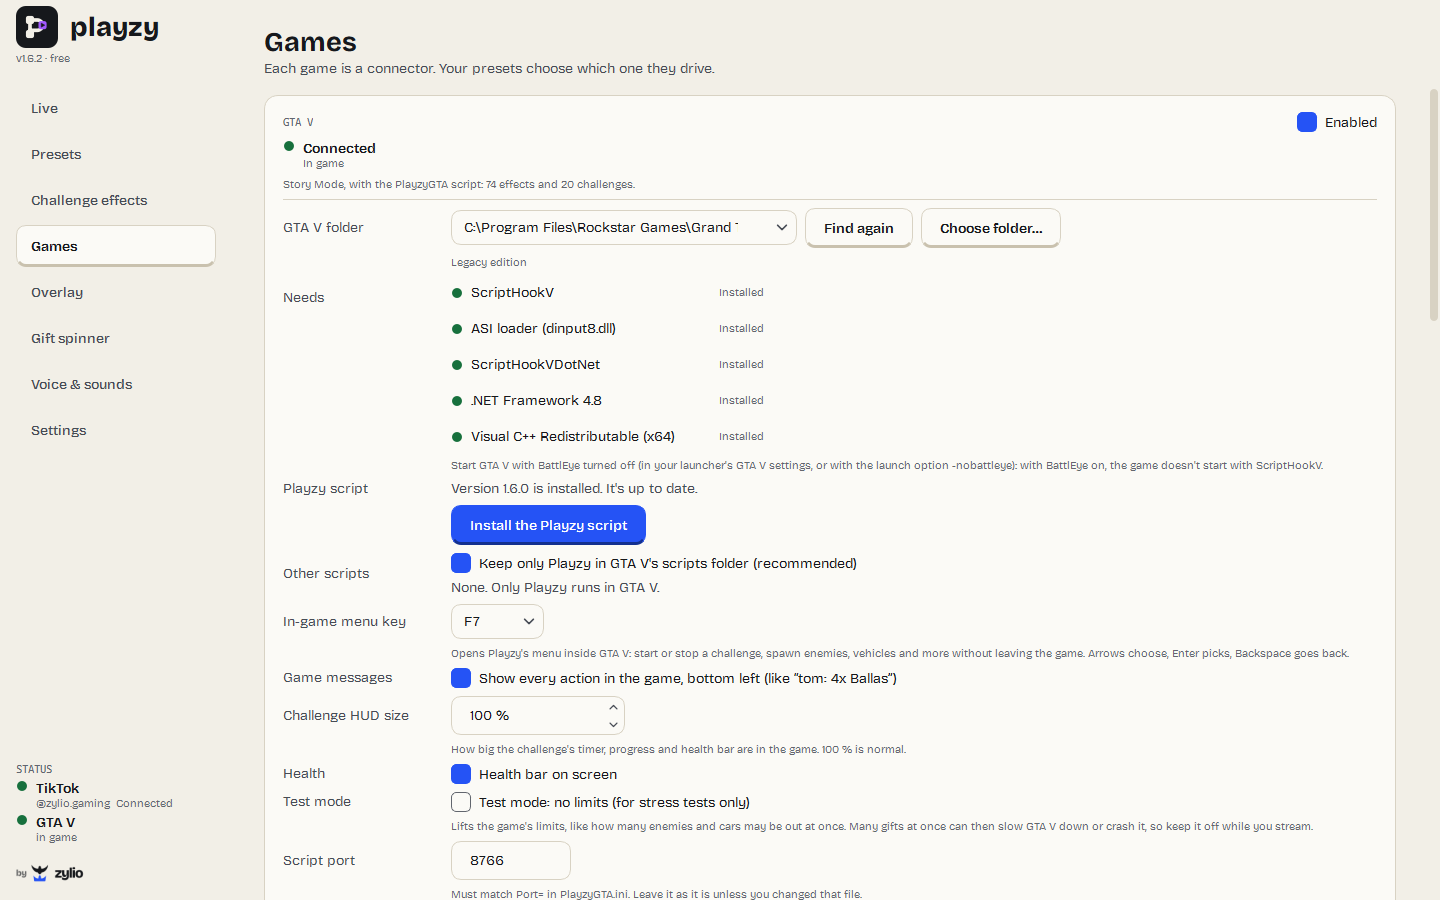 playzy
v1.6.2 · free
Live
Presets
Challenge effects
Games
Overlay
Gift spinner
Voice & sounds
Settings
STATUS
TikTok
@zylio.gaming Connected
GTA V
in game
by zylio
Games
Each game is a connector. Your presets choose which one they drive.
GTA V
Enabled
Connected
In game
Story Mode, with the PlayzyGTA script: 74 effects and 20 challenges.
GTA V folder
C:\Program Files\Rockstar Games\Grand
Find again
Choose folder...
Legacy edition
Needs
ScriptHookV Installed
ASI loader (dinput8.dll) Installed
ScriptHookVDotNet Installed
.NET Framework 4.8 Installed
Visual C++ Redistributable (x64) Installed
Start GTA V with BattlEye turned off (in your launcher's GTA V settings, or with the launch option -nobattleye): with BattlEye on, the game doesn't start with ScriptHookV.
Playzy script
Version 1.6.0 is installed. It's up to date.
Install the Playzy script
Other scripts
Keep only Playzy in GTA V's scripts folder (recommended)
None. Only Playzy runs in GTA V.
In-game menu key
F7
Opens Playzy's menu inside GTA V: start or stop a challenge, spawn enemies, vehicles and more without leaving the game. Arrows choose, Enter picks, Backspace goes back.
Game messages
Show every action in the game, bottom left (like "tom: 4x Ballas")
Challenge HUD size
100 %
How big the challenge's timer, progress and health bar are in the game. 100 % is normal.
Health
Health bar on screen
Test mode
Test mode: no limits (for stress tests only)
Lifts the game's limits, like how many enemies and cars may be out at once. Many gifts at once can then slow GTA V down or crash it, so keep it off while you stream.
Script port
8766
Must match Port= in PlayzyGTA.ini. Leave it as it is unless you changed that file.